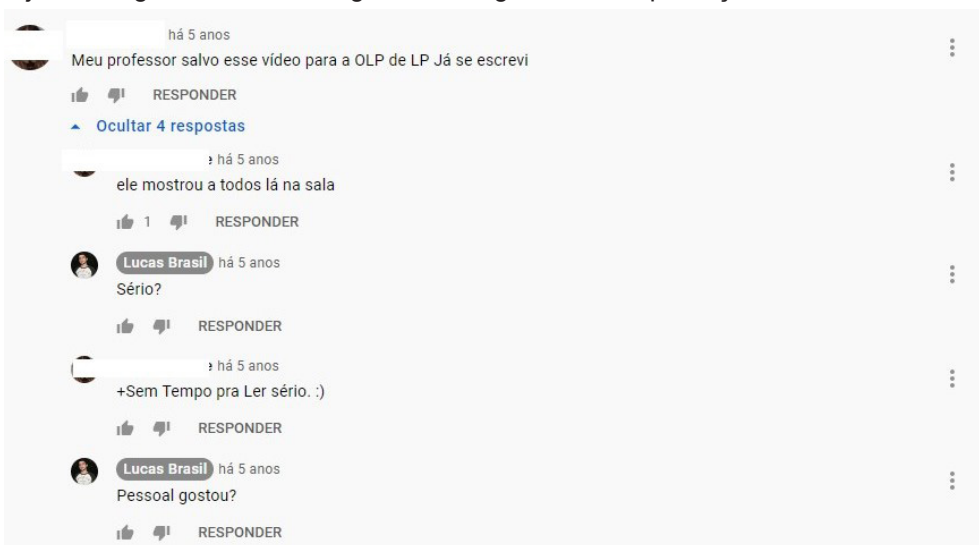 há 5 anos
Meu professor salvo esse vídeo para a OLP de LP Já se escrevi
RESPONDER
Ocultar 4 respostas
há 5 anos
ele mostrou a todos lá na sala
1 RESPONDER
Lucas Brasil há 5 anos
Sério?
RESPONDER
há 5 anos
+Sem Tempo pra Ler sério. :)
RESPONDER
Lucas Brasil há 5 anos
Pessoal gostou?
RESPONDER